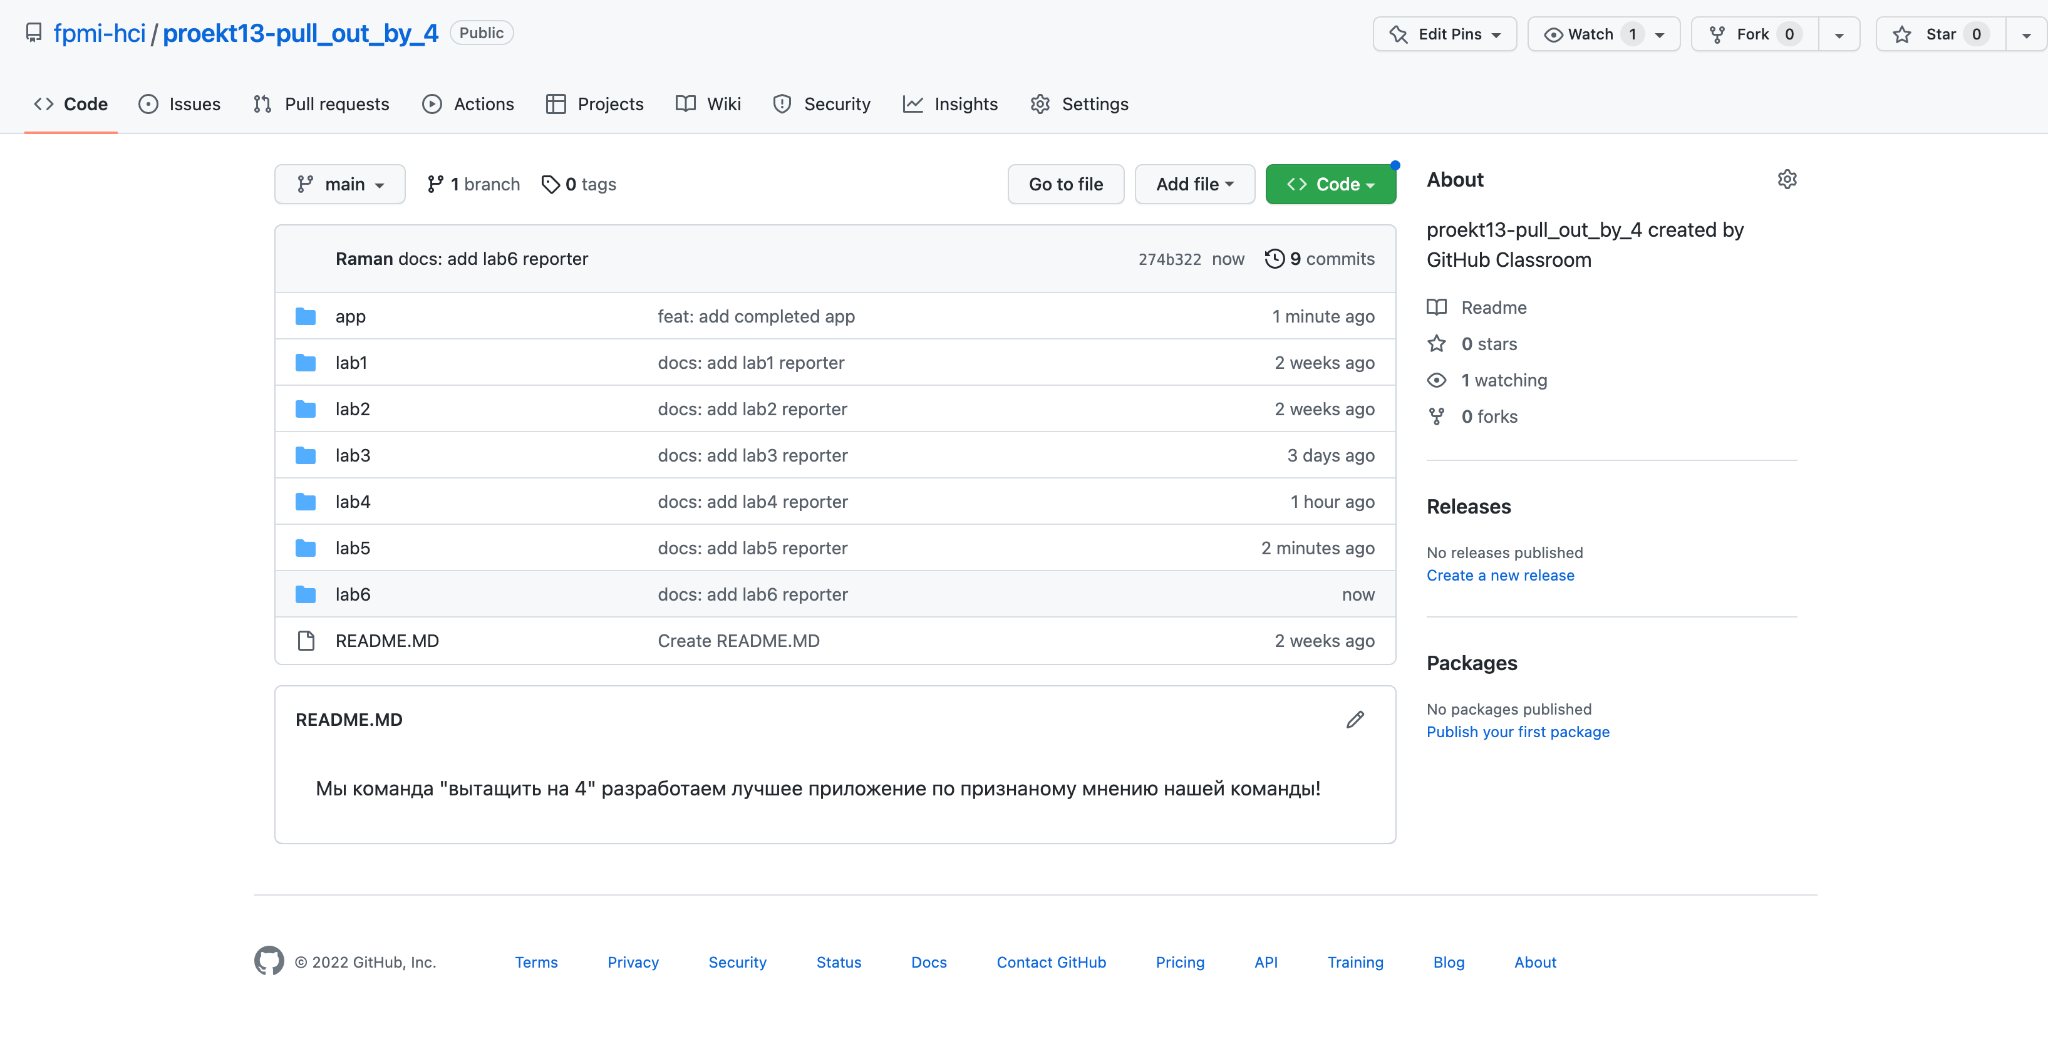 fpmi-hci / proekt13-pull_out_by_4 Public
Edit Pins Watch 1 Fork 0 Star 0
Code Issues Pull requests Actions Projects Wiki Security Insights Settings
main 1 branch 0 tags Go to file Add file Code
Raman docs: add lab6 reporter 274b322 now 9 commits
app feat: add completed app 1 minute ago
lab1 docs: add lab1 reporter 2 weeks ago
lab2 docs: add lab2 reporter 2 weeks ago
lab3 docs: add lab3 reporter 3 days ago
lab4 docs: add lab4 reporter 1 hour ago
lab5 docs: add lab5 reporter 2 minutes ago
lab6 docs: add lab6 reporter now
README.MD Create README.MD 2 weeks ago
README.MD
Мы команда "вытащить на 4" разработаем лучшее приложение по признаному мнению нашей команды!
About
proekt13-pull_out_by_4 created by
GitHub Classroom
Readme
0 stars
1 watching
0 forks
Releases
No releases published
Create a new release
Packages
No packages published
Publish your first package
© 2022 GitHub, Inc. Terms Privacy Security Status Docs Contact GitHub Pricing API Training Blog About